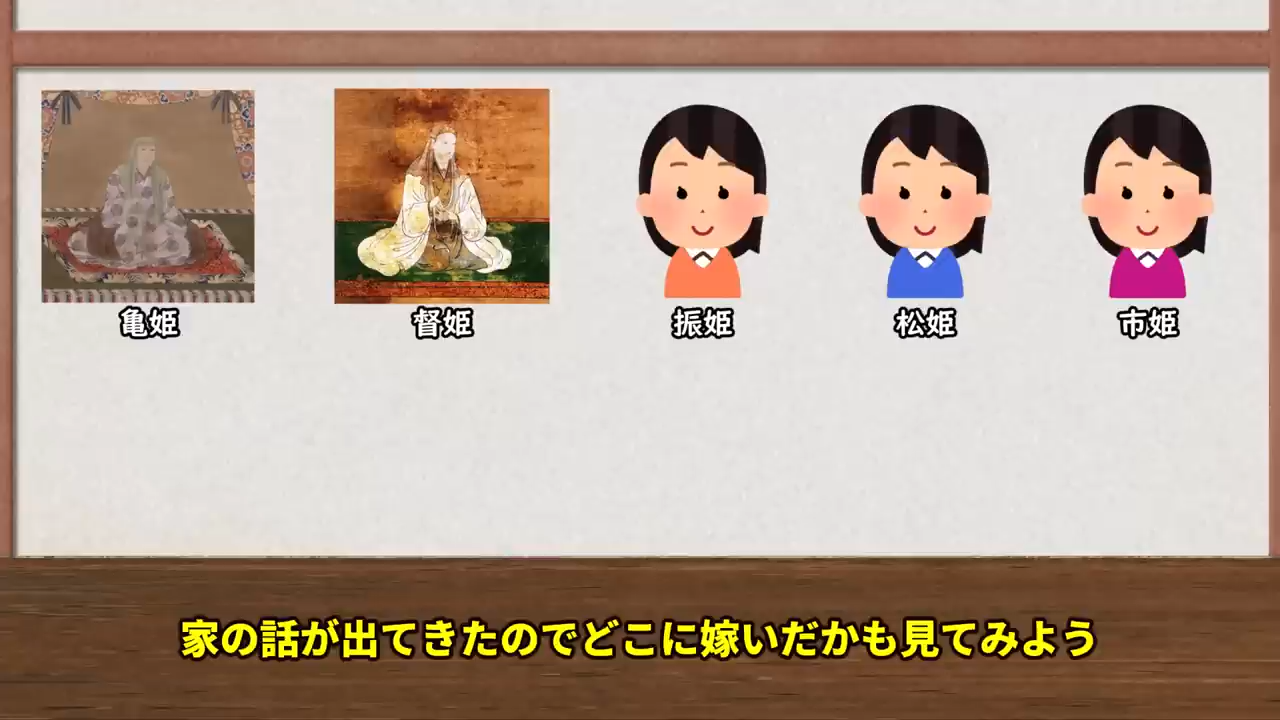 亀姫
督姫
振姫
松姫
市姫
家の話が出てきたのでどこに嫁いだかも見てみよう